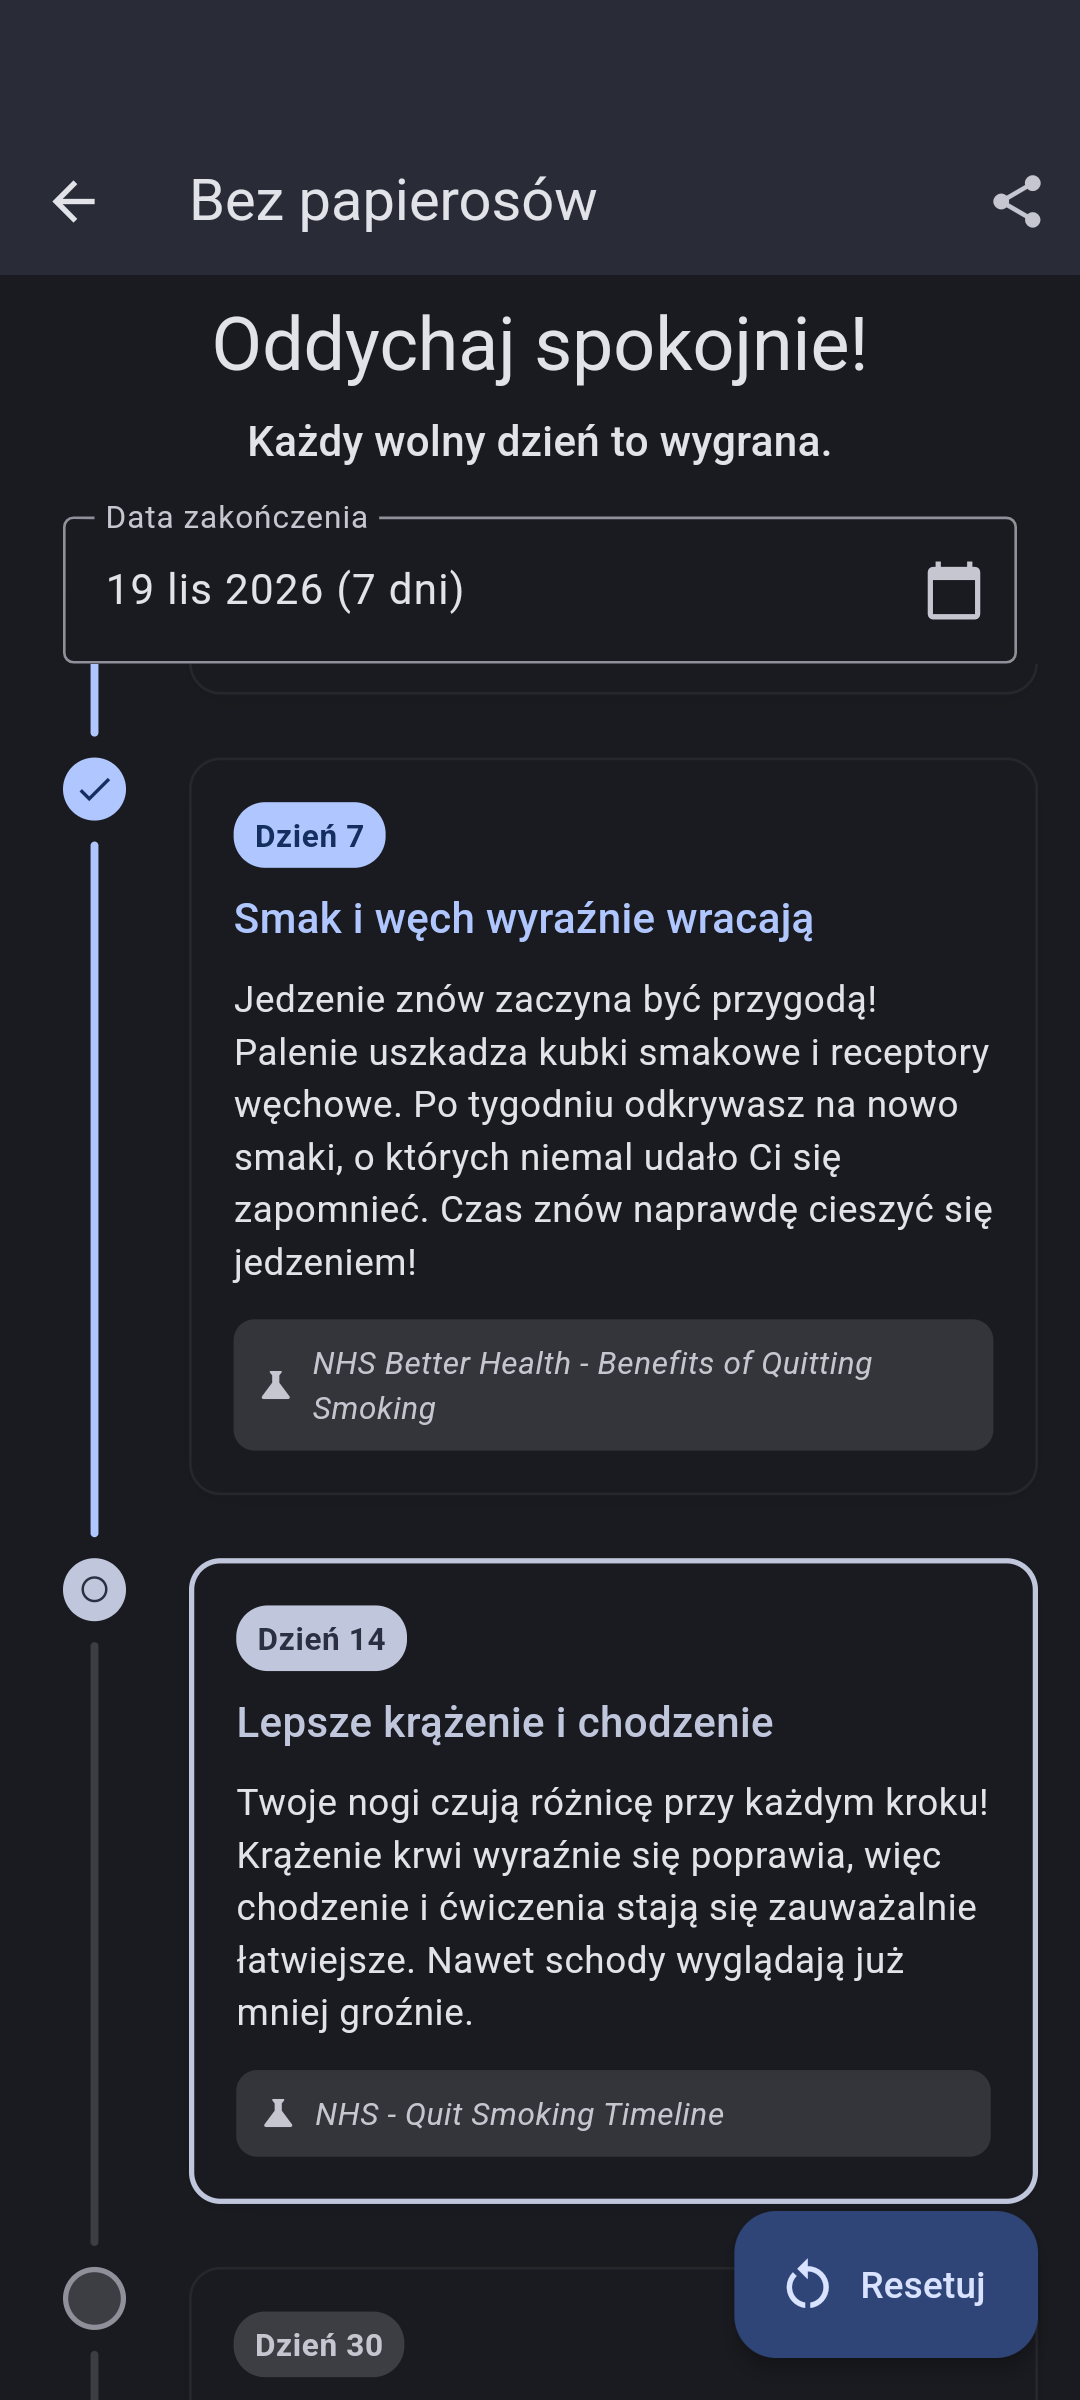 Bez papierosów
Oddychaj spokojnie!
Każdy wolny dzień to wygrana.
Data zakończenia
19 lis 2026 (7 dni)
Dzień 7
Smak i węch wyraźnie wracają
Jedzenie znów zaczyna być przygodą!
Palenie uszkadza kubki smakowe i receptory
węchowe. Po tygodniu odkrywasz na nowo
smaki, o których niemal udało Ci się
zapomnieć. Czas znów naprawdę cieszyć się
jedzeniem!
NHS Better Health - Benefits of Quitting
Smoking
Dzień 14
Lepsze krążenie i chodzenie
Twoje nogi czują różnicę przy każdym kroku!
Krążenie krwi wyraźnie się poprawia, więc
chodzenie i ćwiczenia stają się zauważalnie
łatwiejsze. Nawet schody wyglądają już
mniej groźnie.
NHS - Quit Smoking Timeline
Resetuj
Dzień 30